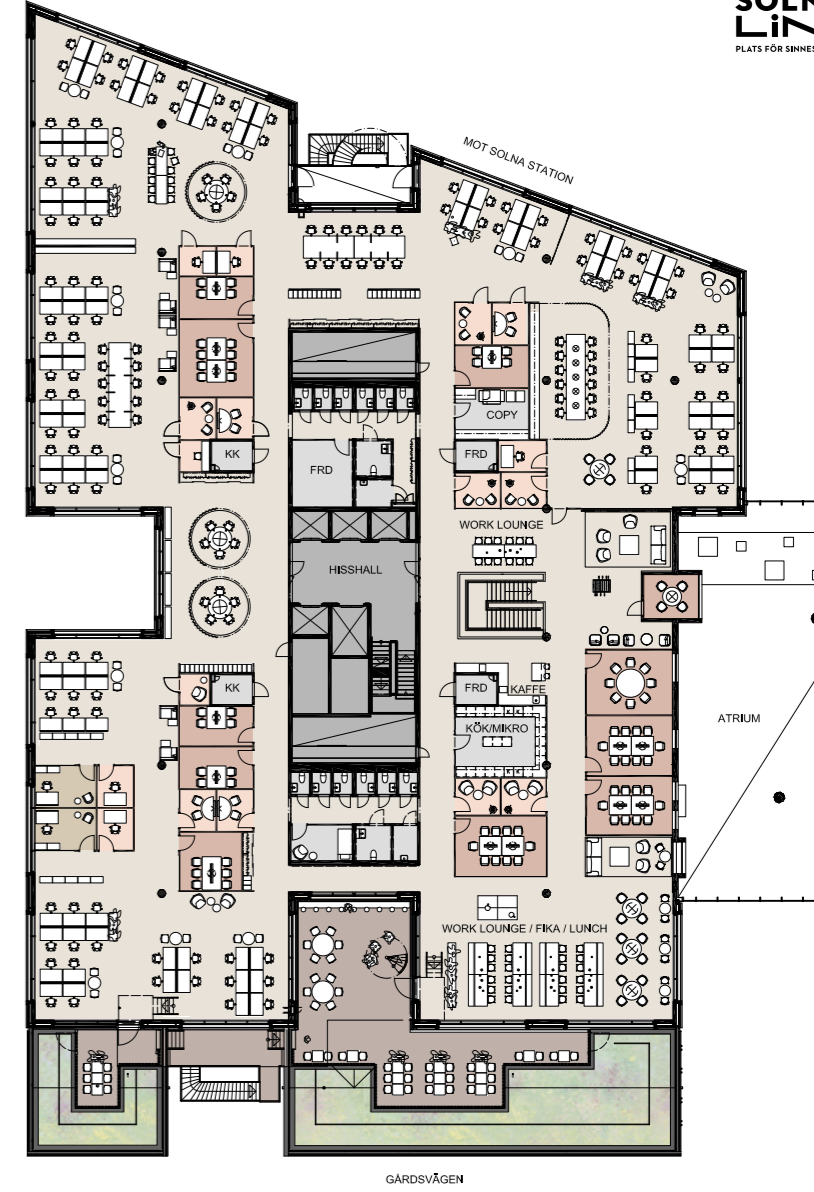 SOLN
LiN
PLATS FÖR SINNES
MOT SOLNA STATION
COPY
KK
FRD
FRD
WORK LOUNGE
HISSHALL
KK
FRD
KAFFE
KÖK/MIKRO
ATRIUM
WORK LOUNGE / FIKA / LUNCH
GÅRDSVÄGEN